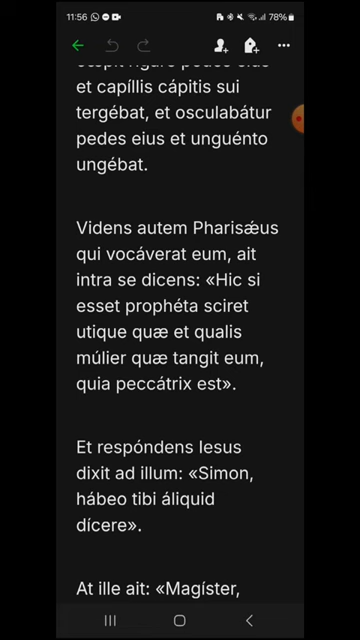 11:56
78%
et capíllis cápitis sui
tergébat, et osculabátur
pedes eius et unguénto
ungébat.
Videns autem Pharisǽus
qui vocáverat eum, ait
intra se dicens: «Hic si
esset prophéta sciret
utique quæ et qualis
múlier quæ tangit eum,
quia peccátrix est».
Et respóndens Iesus
dixit ad illum: «Simon,
hábeo tibi áliquid
dícere».
At ille ait: «Magíster,